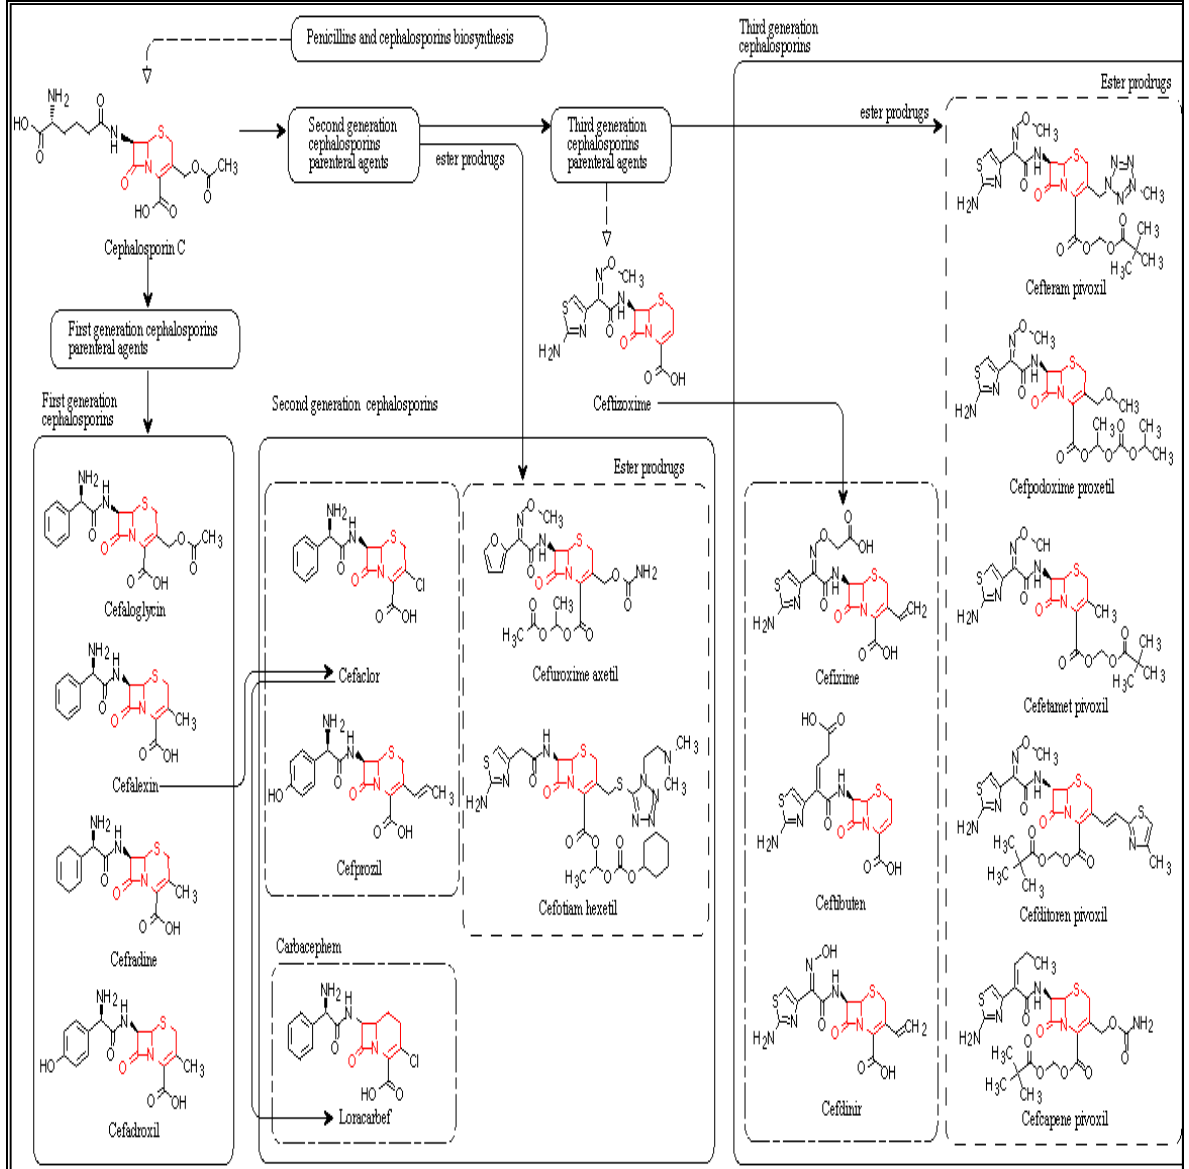 Penicillins and cephalosporins biosynthesis
Third generation
cephalosporins
Ester prodrugs
Second generation
cephalosporins
parenteral agents
ester prodrugs
Third generation
cephalosporins
parenteral agents
ester prodrugs
Cephalosporin C
First generation cephalosporins
parenteral agents
First generation
cephalosporins
Second generation cephalosporins
Ceftizoxime
Ester prodrugs
Cefteram pivoxil
Cefpodoxime proxetil
Cefaloglycin
Cefaclor
Cefuroxime axetil
Cefixime
Cefetamet pivoxil
Cefalexin
Cefprozil
Cefotiam hexetil
Ceftibuten
Cefditoren pivoxil
Cefradine
Carbacephem
Cefadroxil
Loracarbef
Cefdinir
Cefcapene pivoxil